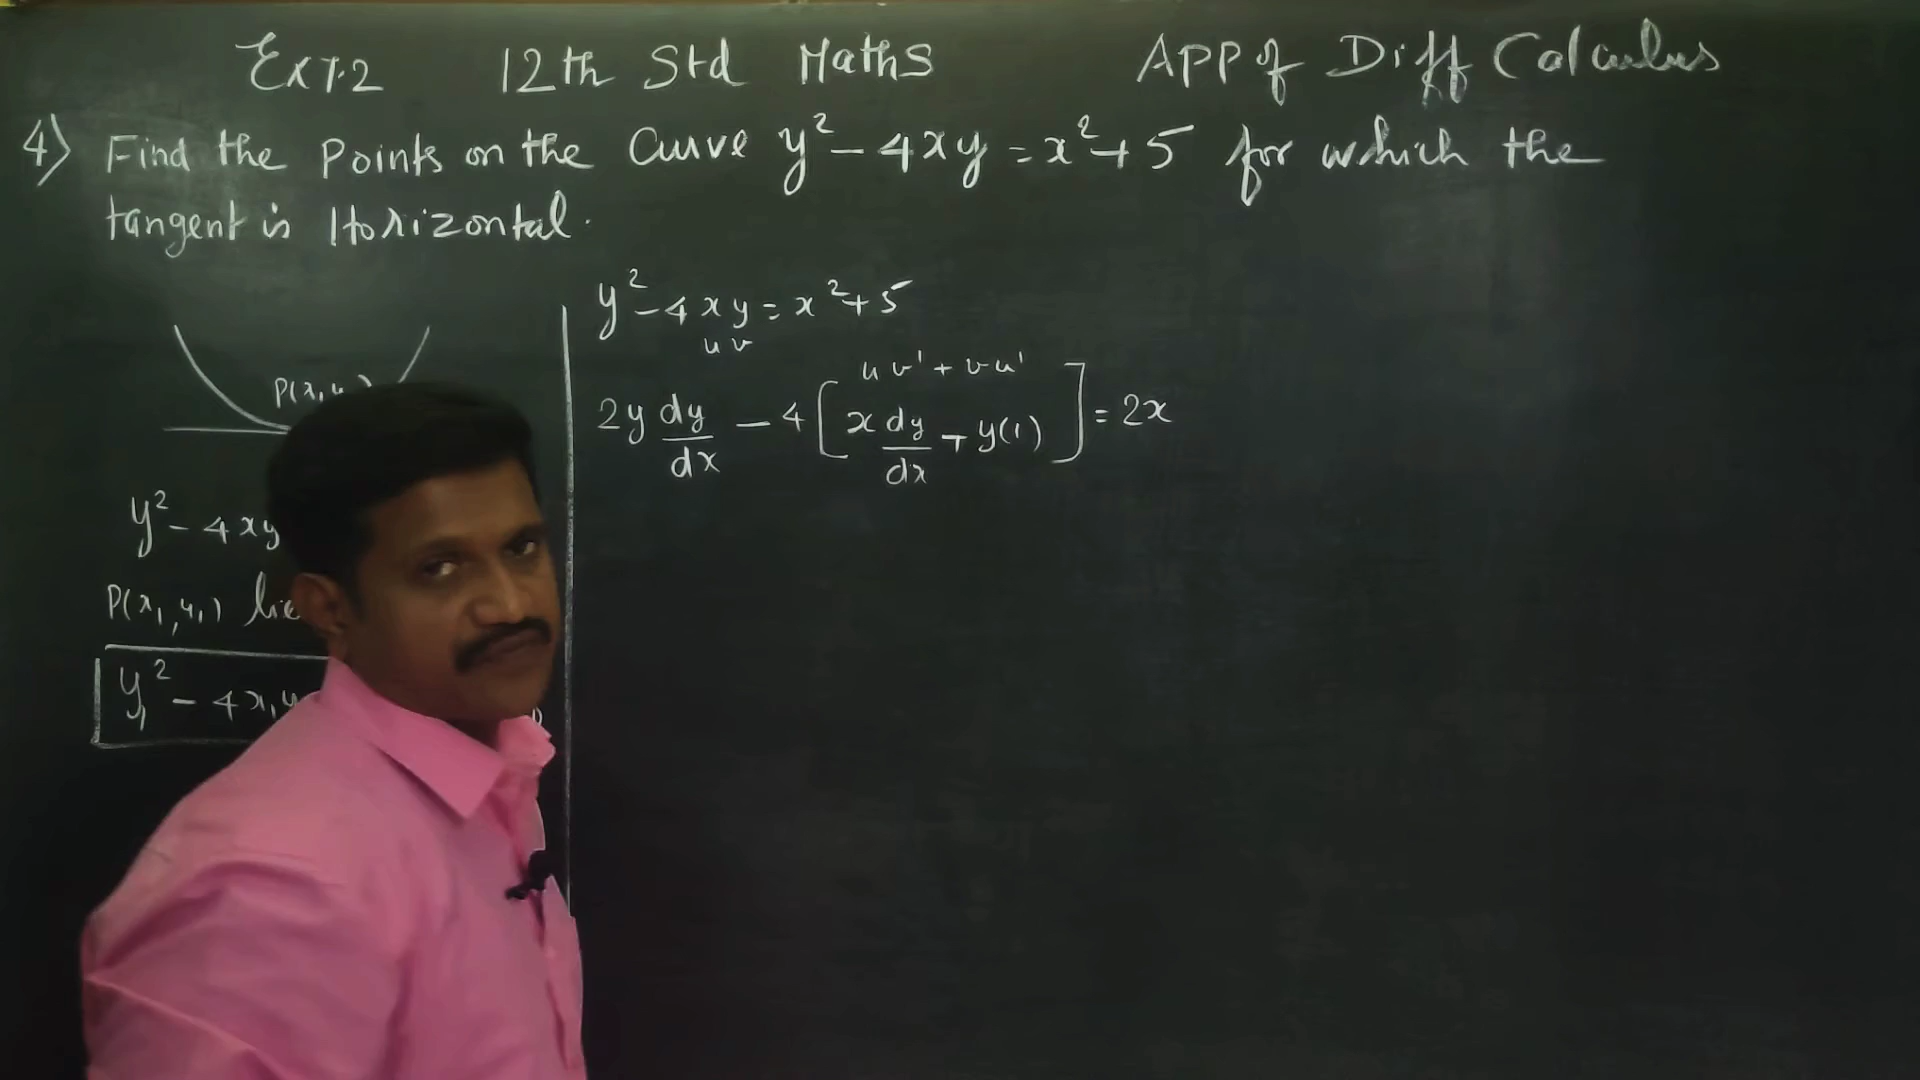 Ex 7.2 12th Std Maths APP of Diff Calculus
4) Find the Points on the Curve y² - 4xy = x² + 5 for which the
tangent is Horizontal.
P(x,
y² - 4xy
P(x₁, y₁) lie
y₁² - 4x₁y
y² - 4xy = x² + 5
u v
uv' + vu'
2y dy/dx - 4[x dy/dx + y(1)] = 2x